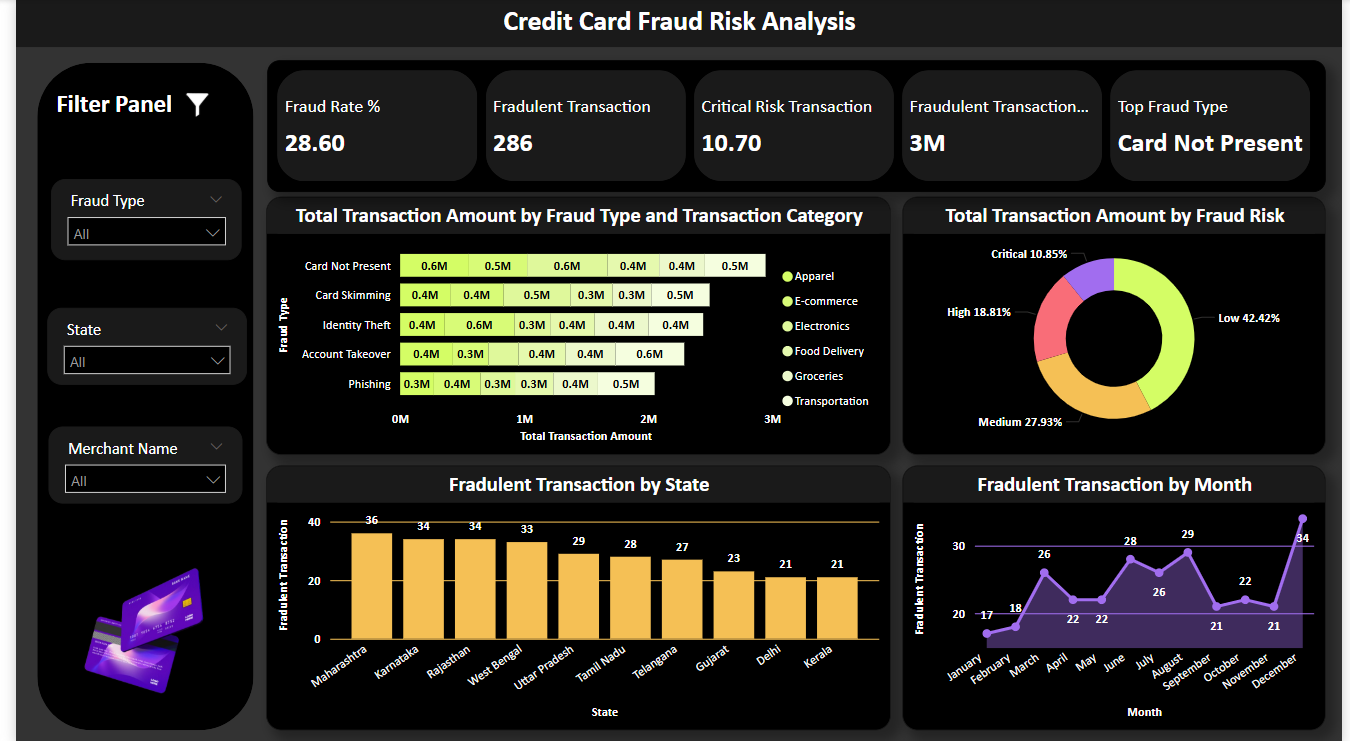 Credit Card Fraud Risk Analysis
Filter Panel
Fraud Type
All
State
All
Merchant Name
All
Fraud Rate %
28.60
Fradulent Transaction
286
Critical Risk Transaction
10.70
Fraudulent Transaction...
3M
Top Fraud Type
Card Not Present
Total Transaction Amount by Fraud Type and Transaction Category
Fraud Type
Card Not Present 0.6M 0.5M 0.6M 0.4M 0.4M 0.5M
Card Skimming 0.4M 0.4M 0.5M 0.3M 0.3M 0.5M
Identity Theft 0.4M 0.6M 0.3M 0.4M 0.4M 0.4M
Account Takeover 0.4M 0.3M 0.4M 0.4M 0.6M
Phishing 0.3M 0.4M 0.3M 0.3M 0.4M 0.5M
0M 1M 2M 3M
Total Transaction Amount
Apparel
E-commerce
Electronics
Food Delivery
Groceries
Transportation
Total Transaction Amount by Fraud Risk
Critical 10.85%
High 18.81%
Low 42.42%
Medium 27.93%
Fradulent Transaction by State
Fradulent Transaction
40
20
0
36 34 34 33 29 28 27 23 21 21
Maharashtra Karnataka Rajasthan West Bengal Uttar Pradesh Tamil Nadu Telangana Gujarat Delhi Kerala
State
Fradulent Transaction by Month
Fradulent Transaction
30
20
17 18 26 22 22 28 26 29 21 22 21 34
January February March April May June July August September October November December
Month